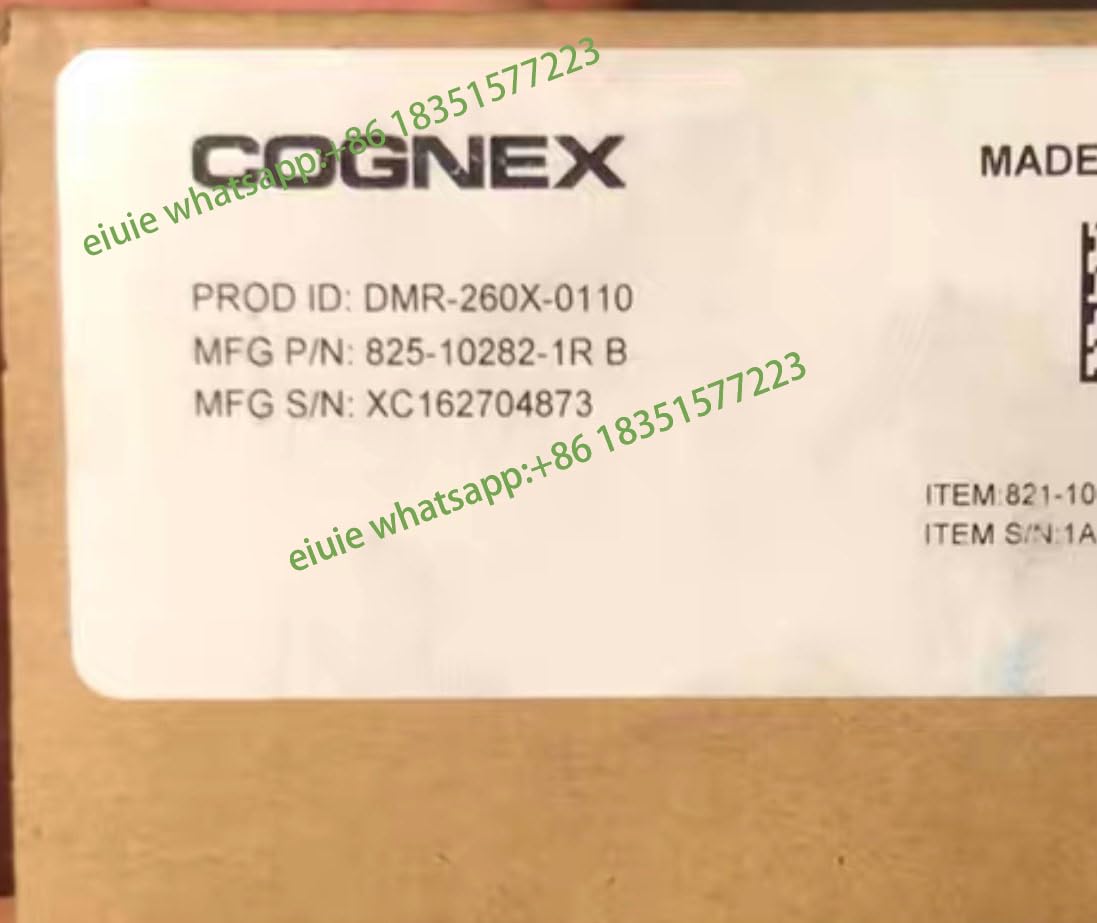 COGNEX
MADE
eiuie whatsapp:+86 18351577223
PROD ID: DMR-260X-0110
MFG P/N: 825-10282-1R B
MFG S/N: XC162704873
eiuie whatsapp:+86 18351577223
ITEM:821-10
ITEM S/N:1A